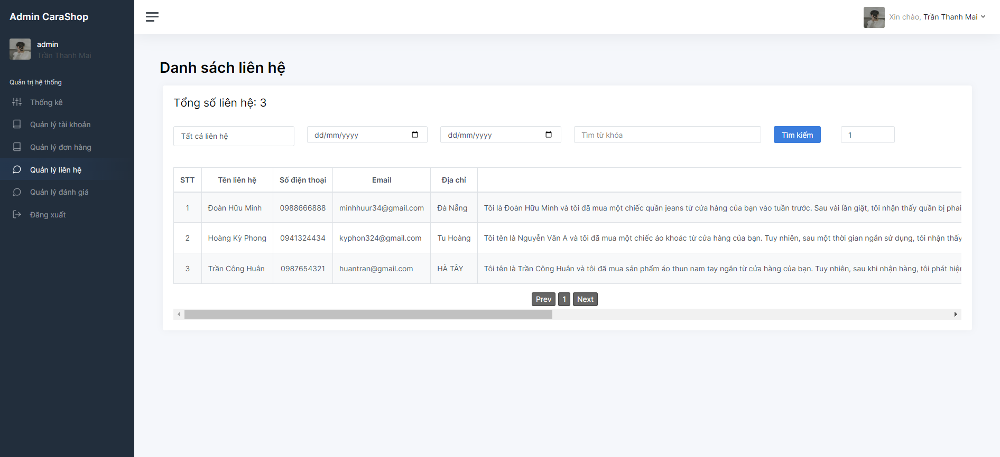 Admin CaraShop
admin
Trần Thanh Mai
Quản trị hệ thống
Thống kê
Quản lý tài khoản
Quản lý đơn hàng
Quản lý liên hệ
Quản lý đánh giá
Đăng xuất
Xin chào, Trần Thanh Mai
Danh sách liên hệ
Tổng số liên hệ: 3
Tất cả liên hệ dd/mm/yyyy dd/mm/yyyy Tìm từ khóa Tìm kiếm 1
STT Tên liên hệ Số điện thoại Email Địa chỉ
1 Đoàn Hữu Minh 0988666888 minhhuur34@gmail.com Đà Nẵng Tôi là Đoàn Hữu Minh và tôi đã mua một chiếc quần jeans từ cửa hàng của bạn vào tuần trước. Sau vài lần giặt, tôi nhận thấy quần bị phai
2 Hoàng Kỳ Phong 0941324434 kyphon324@gmail.com Tu Hoàng Tôi tên là Nguyễn Văn A và tôi đã mua một chiếc áo khoác từ cửa hàng của bạn. Tuy nhiên, sau một thời gian ngắn sử dụng, tôi nhận thấy
3 Trần Công Huân 0987654321 huantran@gmail.com HÀ TÂY Tôi tên là Trần Công Huân và tôi đã mua sản phẩm áo thun nam tay ngắn từ cửa hàng của bạn. Tuy nhiên, sau khi nhận hàng, tôi phát hiện
Prev 1 Next